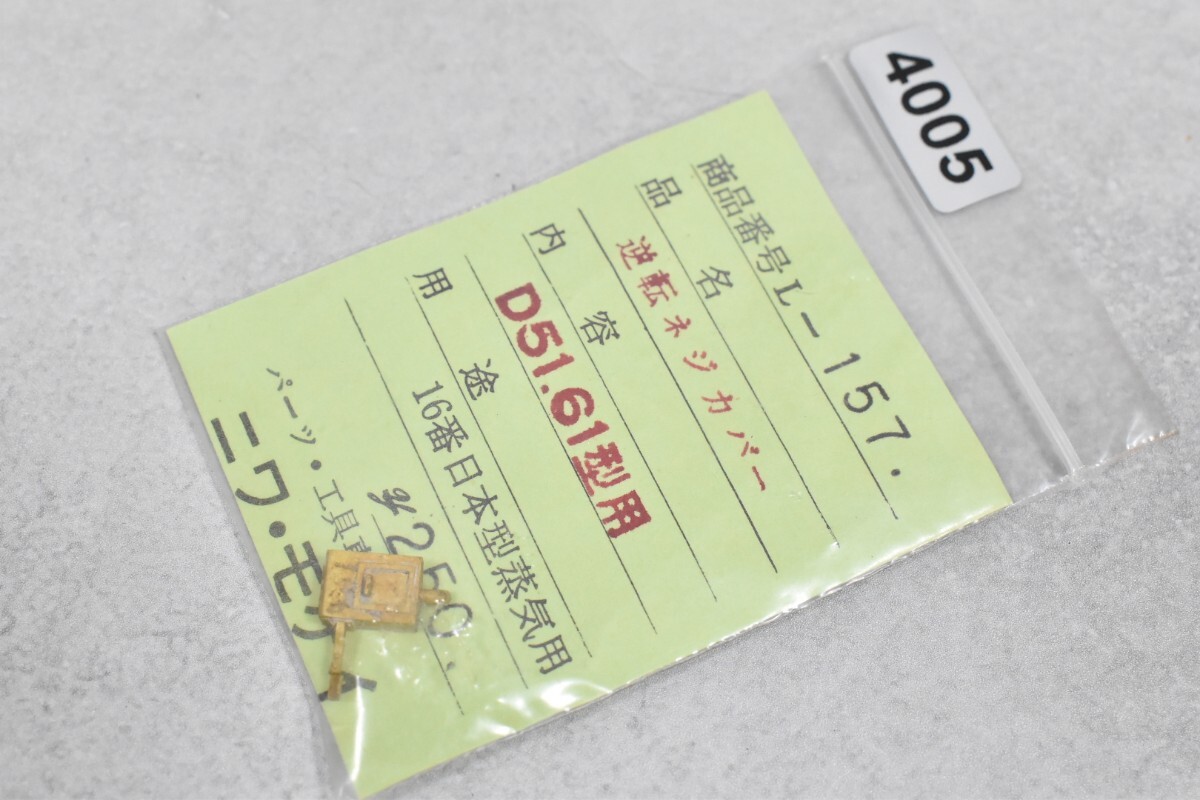 4005
商品番号 L-157.
品名
逆転ネジカバー
内容
D51.61型用
用途
16番日本型蒸気用
¥250.
パーツ・工具
ニワ・モ